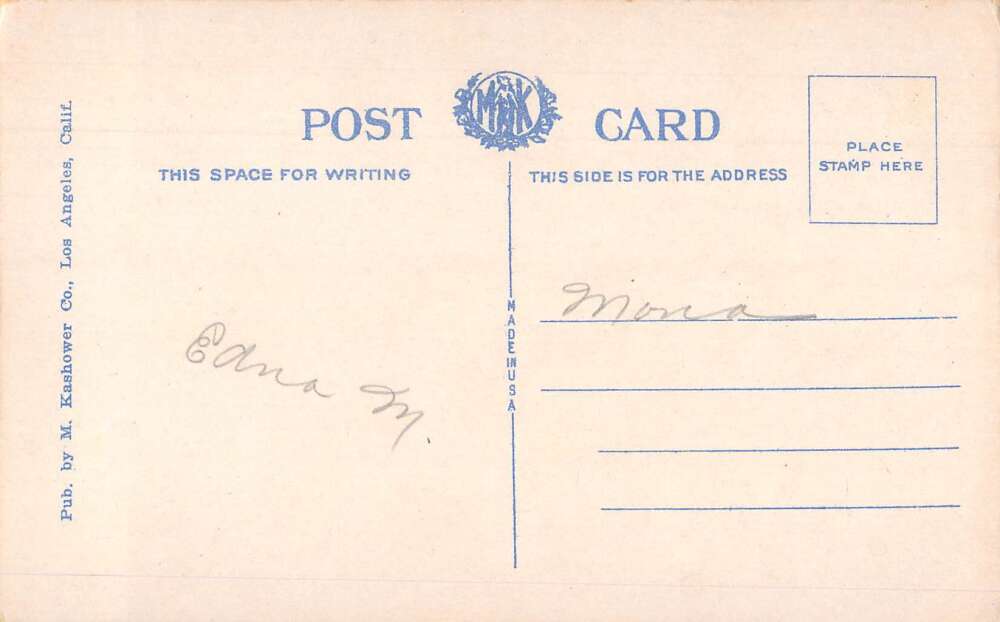 Pub. by M. Kashower Co., Los Angeles, Calif.
POST CARD
MK
THIS SPACE FOR WRITING
THIS SIDE IS FOR THE ADDRESS
PLACE
STAMP HERE
MADE IN USA
Edna M.
Mona